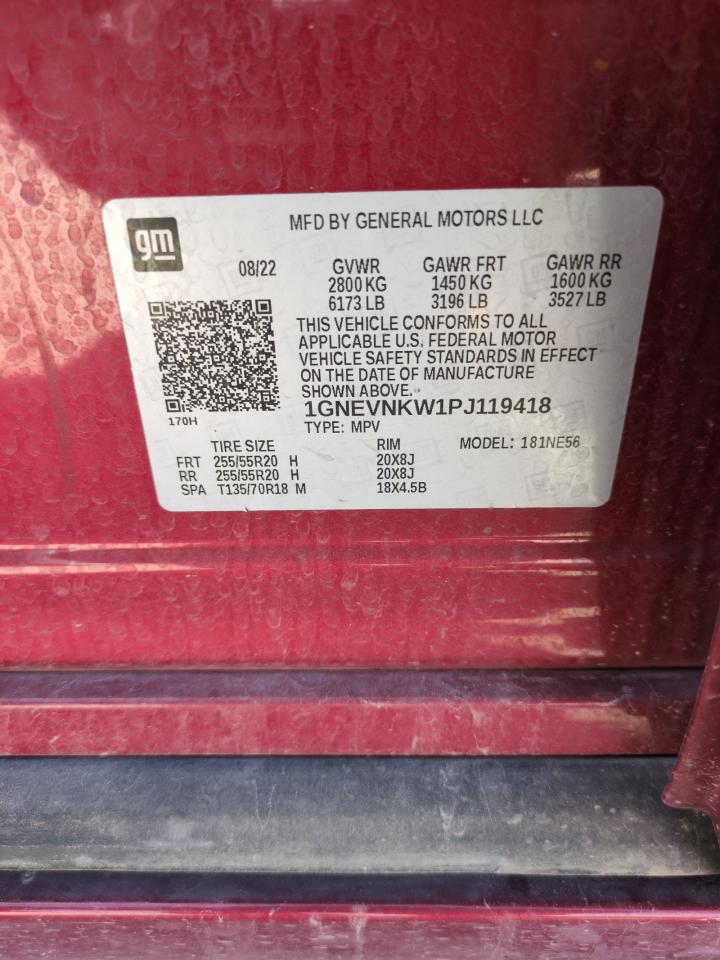 gm
MFD BY GENERAL MOTORS LLC
08/22 GVWR GAWR FRT GAWR RR
2800 KG 1450 KG 1600 KG
6173 LB 3196 LB 3527 LB
THIS VEHICLE CONFORMS TO ALL
APPLICABLE U.S. FEDERAL MOTOR
VEHICLE SAFETY STANDARDS IN EFFECT
ON THE DATE OF MANUFACTURE
SHOWN ABOVE.
1GNEVNKW1PJ119418
170H
TYPE: MPV
TIRE SIZE RIM MODEL: 181NE56
FRT 255/55R20 H 20X8J
RR 255/55R20 H 20X8J
SPA T135/70R18 M 18X4.5B